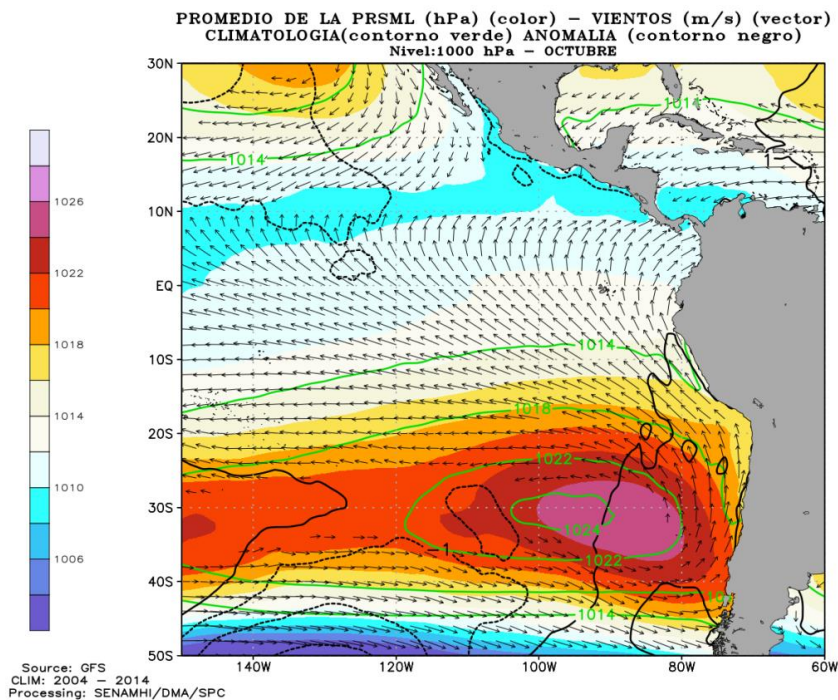 PROMEDIO DE LA PRSML (hPa) (color) – VIENTOS (m/s) (vector)
CLIMATOLOGIA(contorno verde) ANOMALIA (contorno negro)
Nivel:1000 hPa – OCTUBRE
30N
20N
10N
EQ
10S
20S
30S
40S
50S
140W
120W
100W
80W
60W
1026
1022
1018
1014
1010
1006
1014
1014
1
1014
1018
1022
1024
1022
-1
1014
Source: GFS
CLIM: 2004 – 2014
Processing: SENAMHI/DMA/SPC